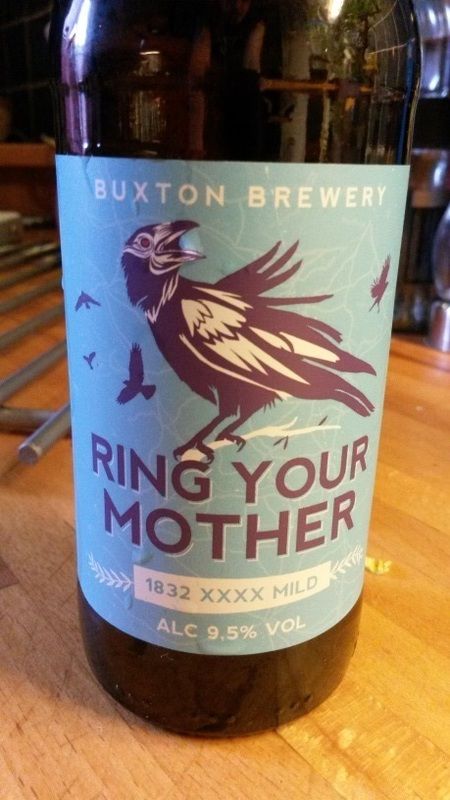 BUXTON BREWERY
RING YOUR
MOTHER
1832 XXXX MILD
ALC 9.5% VOL